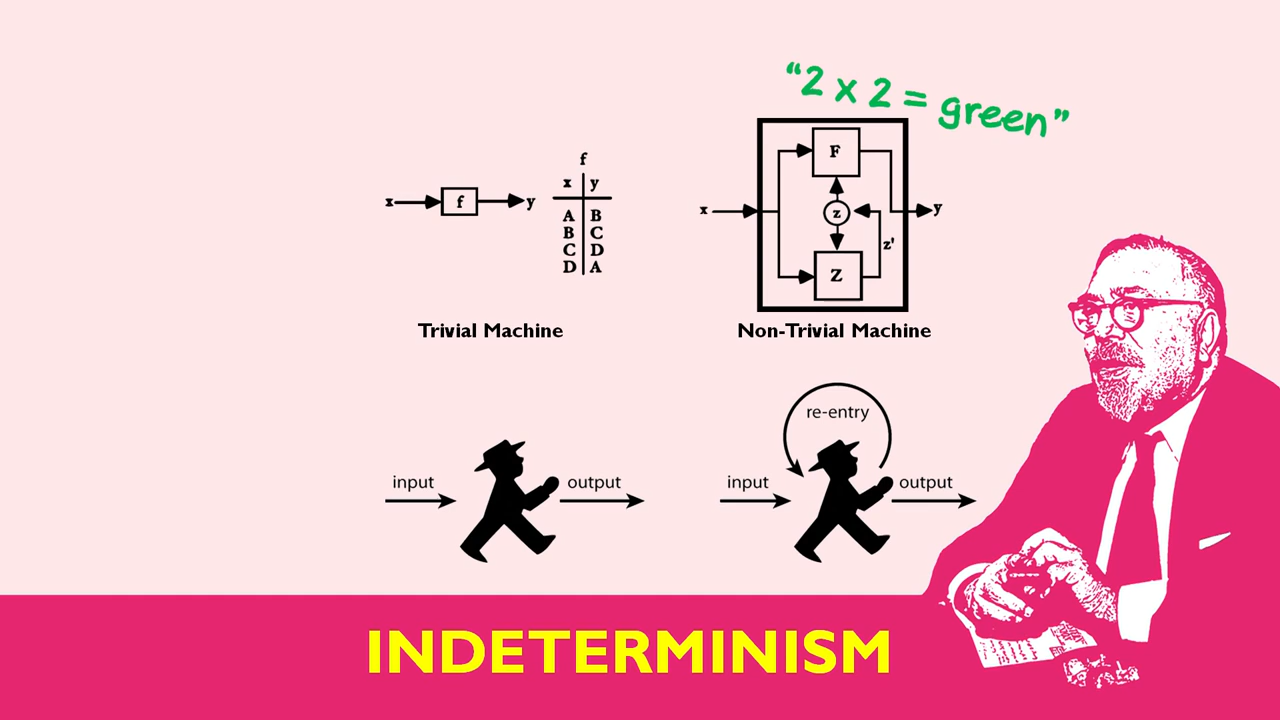 “2 x 2 = green”
f
x y
A B
B C
C D
D A
x f y
Trivial Machine
x F y
z
z'
Z
Non-Trivial Machine
input output
re-entry
input output
INDETERMINISM